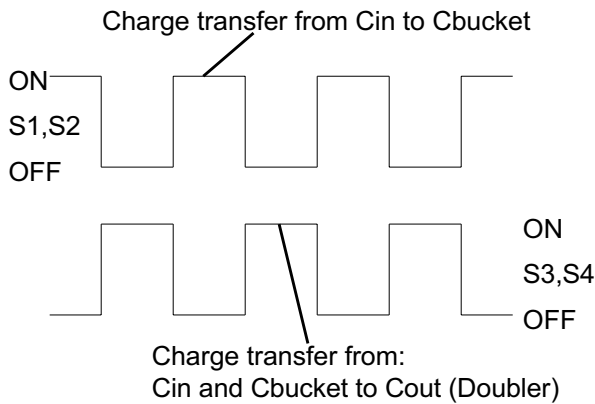 Charge transfer from Cin to Cbucket
ON
S1,S2
OFF
ON
S3,S4
OFF
Charge transfer from:
Cin and Cbucket to Cout (Doubler)